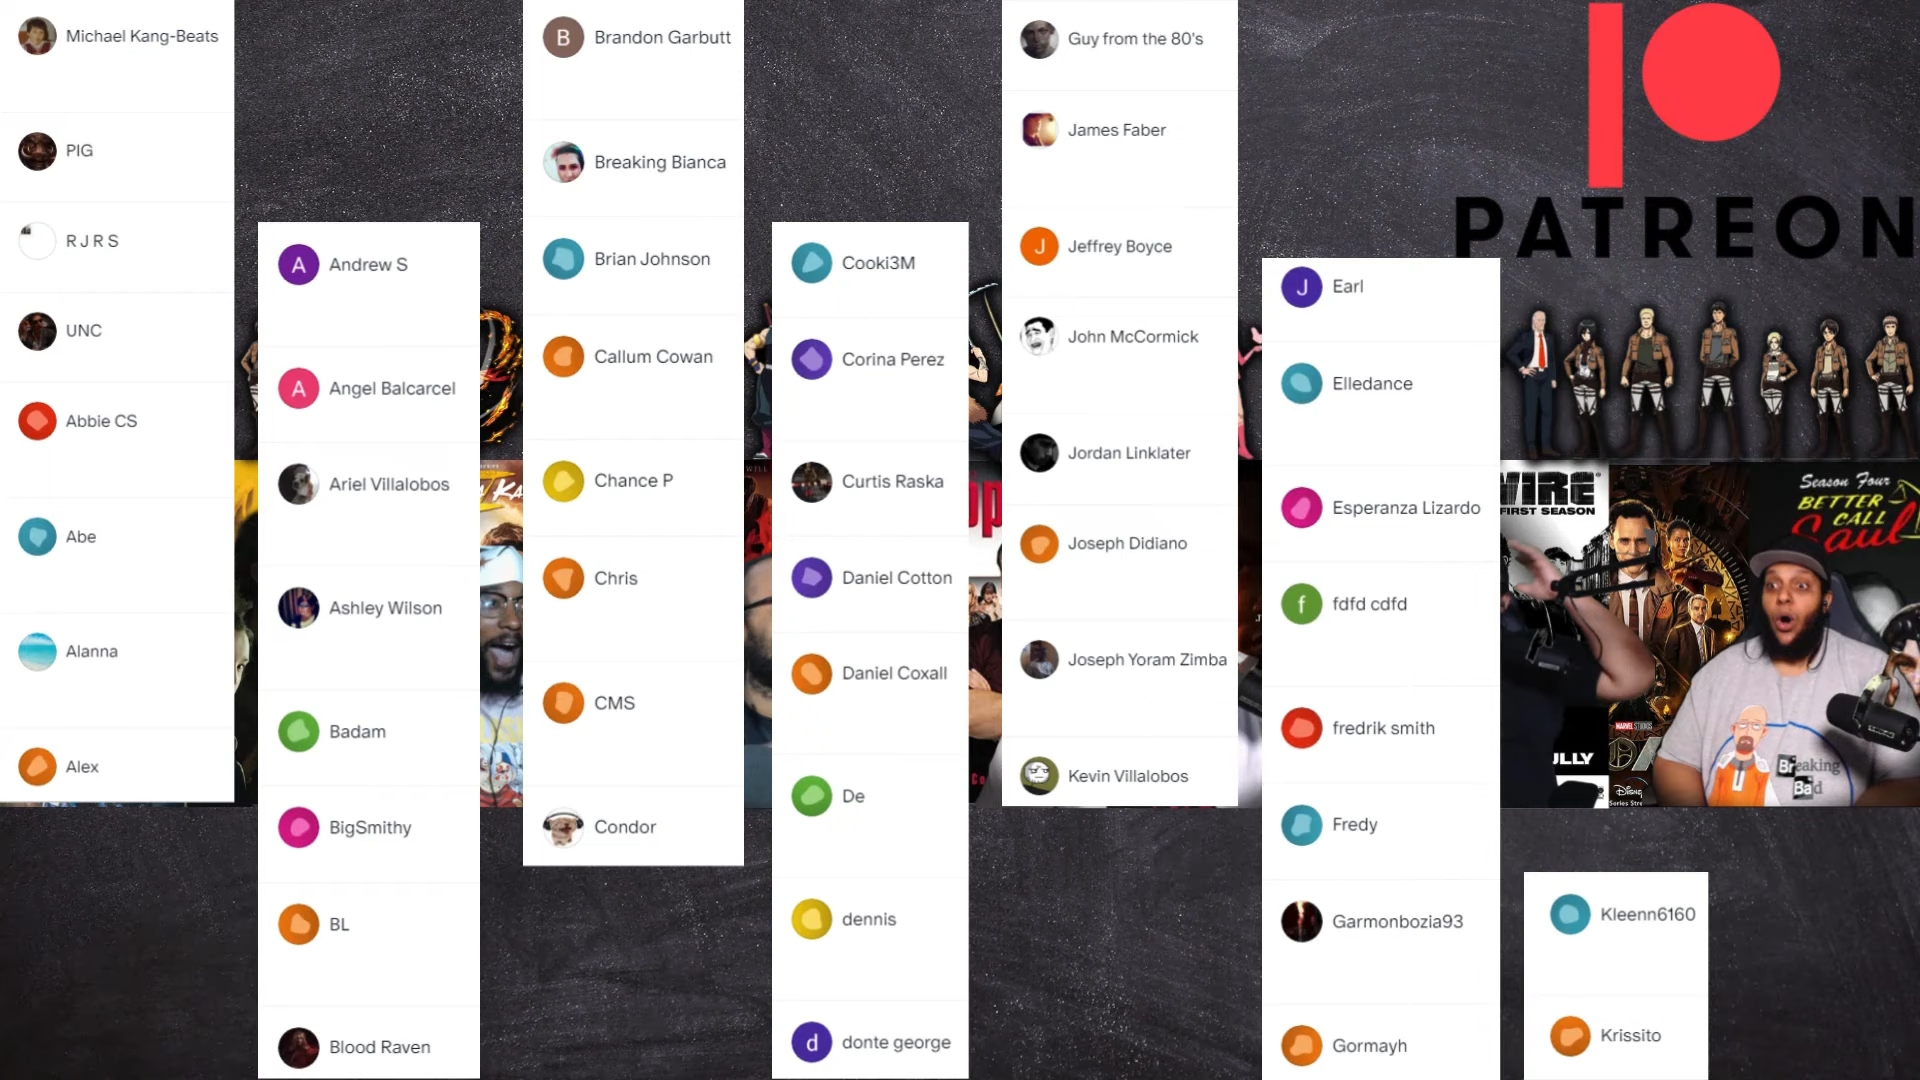 Michael Kang-Beats
PIG
R J R S
UNC
Abbie CS
Abe
Alanna
Alex
A Andrew S
A Angel Balcarcel
Ariel Villalobos
Ashley Wilson
Badam
BigSmithy
BL
Blood Raven
B Brandon Garbutt
Breaking Bianca
Brian Johnson
Callum Cowan
Chance P
Chris
CMS
Condor
Cooki3M
Corina Perez
Curtis Raska
Daniel Cotton
Daniel Coxall
De
dennis
d donte george
Guy from the 80's
James Faber
J Jeffrey Boyce
John McCormick
Jordan Linklater
Joseph Didiano
Joseph Yoram Zimba
Kevin Villalobos
J Earl
Elledance
Esperanza Lizardo
f fdfd cdfd
fredrik smith
Fredy
Garmonbozia93
Gormayh
Kleenn6160
Krissito
PATREON
WIRE
FIRST SEASON
Season Four
BETTER
CALL
Saul
Breaking
Bad
MARVEL STUDIOS
DISNEY
WILL